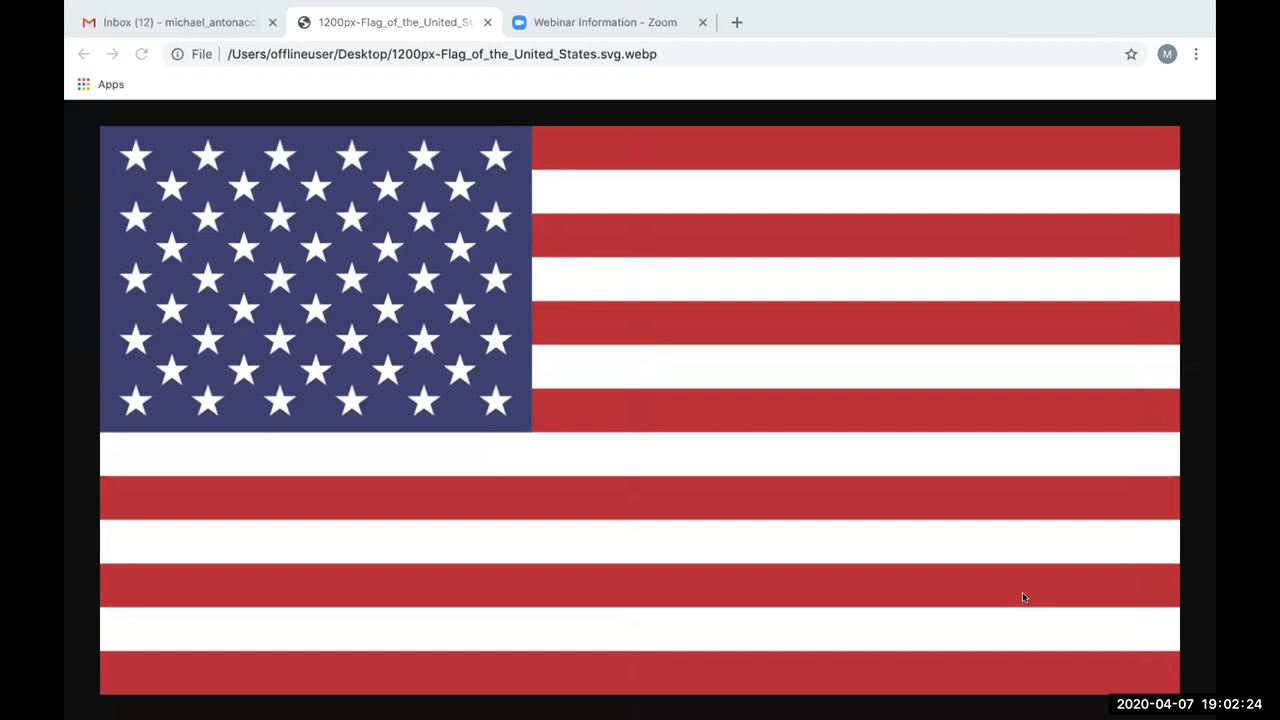 Inbox (12) - michael_antonacc
1200px-Flag_of_the_United_St
Webinar Information - Zoom
File
/Users/offlineuser/Desktop/1200px-Flag_of_the_United_States.svg.webp
M
Apps
2020-04-07 19:02:24